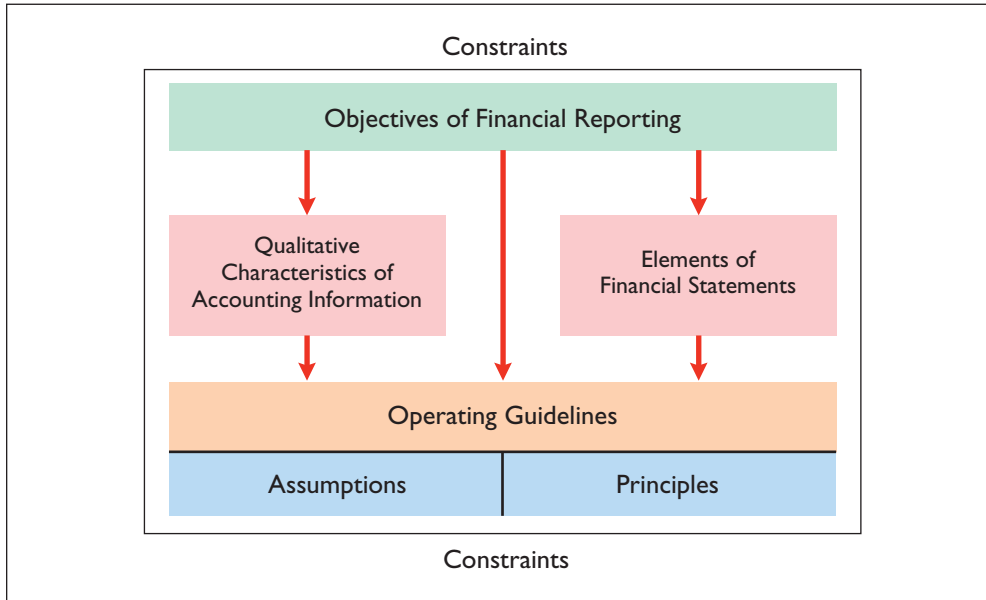 Constraints
Objectives of Financial Reporting
Qualitative
Characteristics of
Accounting Information
Elements of
Financial Statements
Operating Guidelines
Assumptions
Principles
Constraints